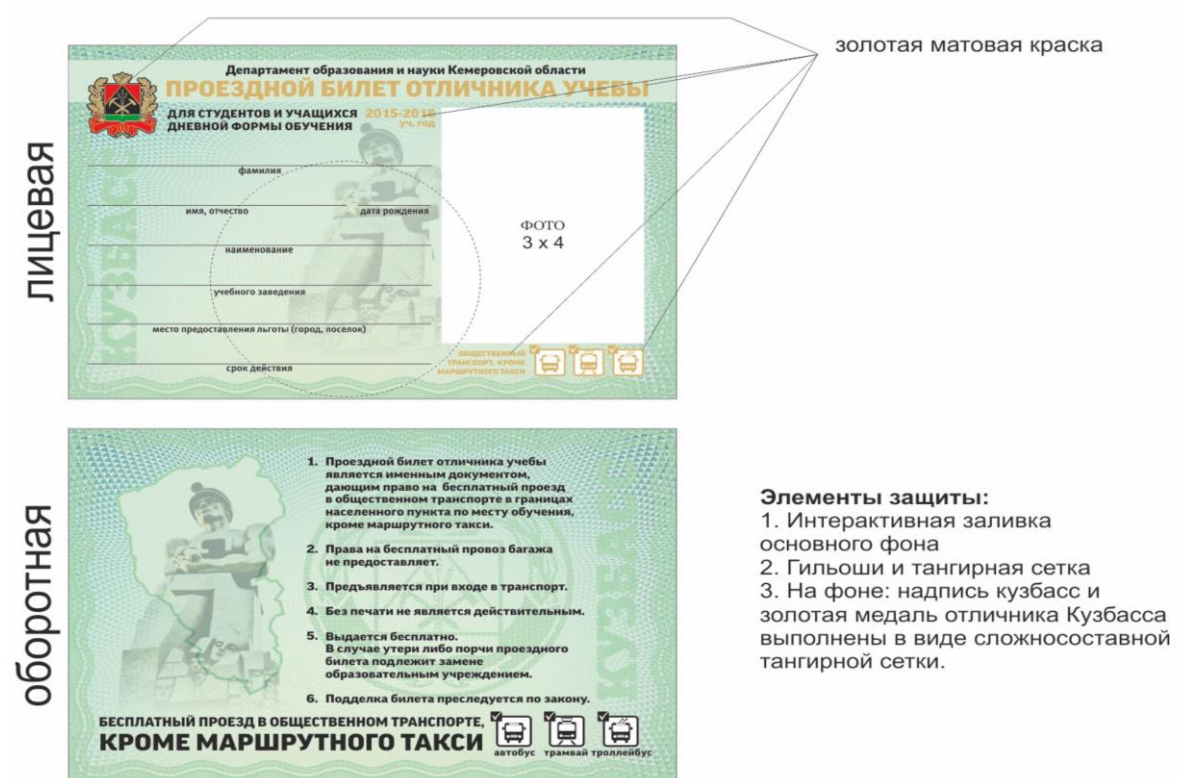 золотая матовая краска
лицевая
Департамент образования и науки Кемеровской области
ПРОЕЗДНОЙ БИЛЕТ ОТЛИЧНИКА УЧЕБЫ
ДЛЯ СТУДЕНТОВ И УЧАЩИХСЯ
ДНЕВНОЙ ФОРМЫ ОБУЧЕНИЯ
2015-2016
уч. год
КУЗБАСС
фамилия
имя, отчество
дата рождения
наименование
учебного заведения
место предоставления льготы (город, поселок)
срок действия
ФОТО
3 х 4
ОБЩЕСТВЕННЫЙ
ТРАНСПОРТ, КРОМЕ
МАРШРУТНОГО ТАКСИ
оборотная
1. Проездной билет отличника учебы
является именным документом,
дающим право на бесплатный проезд
в общественном транспорте в границах
населенного пункта по месту обучения,
кроме маршрутного такси.
2. Права на бесплатный провоз багажа
не предоставляет.
3. Предъявляется при входе в транспорт.
4. Без печати не является действительным.
5. Выдается бесплатно.
В случае утери либо порчи проездного
билета подлежит замене
образовательным учреждением.
6. Подделка билета преследуется по закону.
КУЗБАСС
БЕСПЛАТНЫЙ ПРОЕЗД В ОБЩЕСТВЕННОМ ТРАНСПОРТЕ,
КРОМЕ МАРШРУТНОГО ТАКСИ
автобус трамвай троллейбус
Элементы защиты:
1. Интерактивная заливка
основного фона
2. Гильоши и тангирная сетка
3. На фоне: надпись кузбасс и
золотая медаль отличника Кузбасса
выполнены в виде сложносоставной
тангирной сетки.